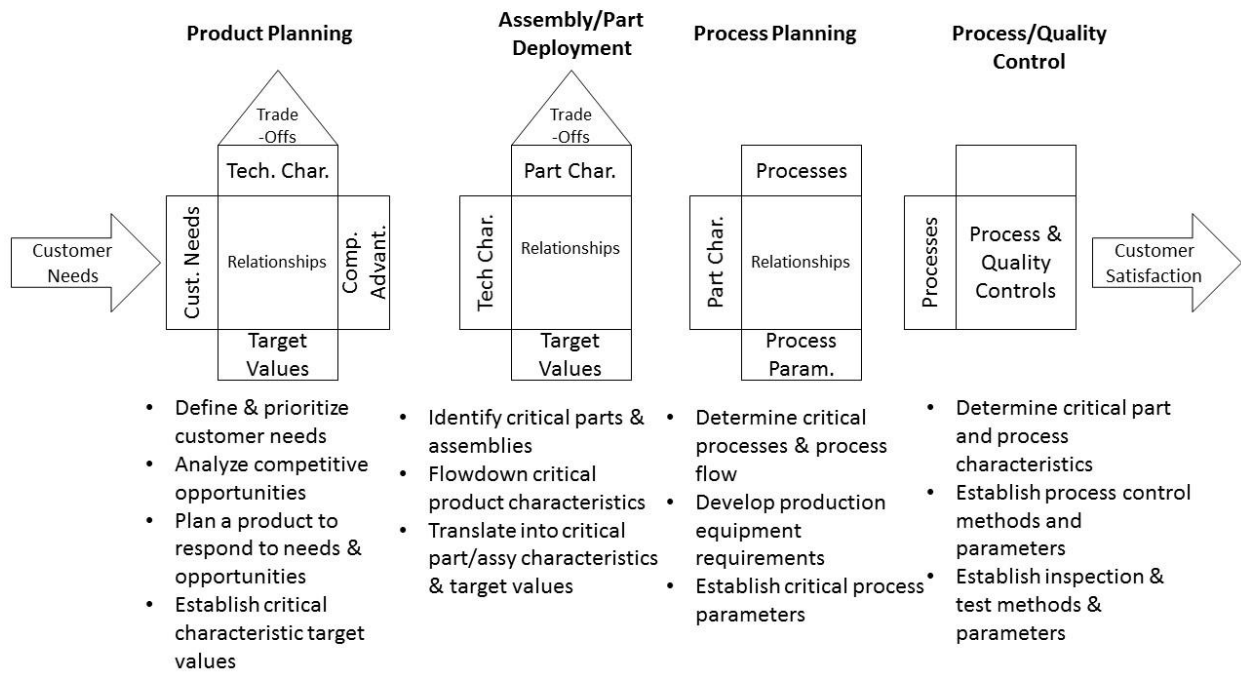 Product Planning
Assembly/Part
Deployment
Process Planning
Process/Quality
Control
Trade
-Offs
Tech. Char.
Customer
Needs
Cust. Needs
Relationships
Comp.
Advant.
Target
Values
Trade
-Offs
Part Char.
Tech Char.
Relationships
Target
Values
Processes
Part Char.
Relationships
Process
Param.
Processes
Process &
Quality
Controls
Customer
Satisfaction
• Define & prioritize
customer needs
• Analyze competitive
opportunities
• Plan a product to
respond to needs &
opportunities
• Establish critical
characteristic target
values
• Identify critical parts &
assemblies
• Flowdown critical
product characteristics
• Translate into critical
part/assy characteristics
& target values
• Determine critical
processes & process
flow
• Develop production
equipment
requirements
• Establish critical process
parameters
• Determine critical part
and process
characteristics
• Establish process control
methods and
parameters
• Establish inspection &
test methods &
parameters